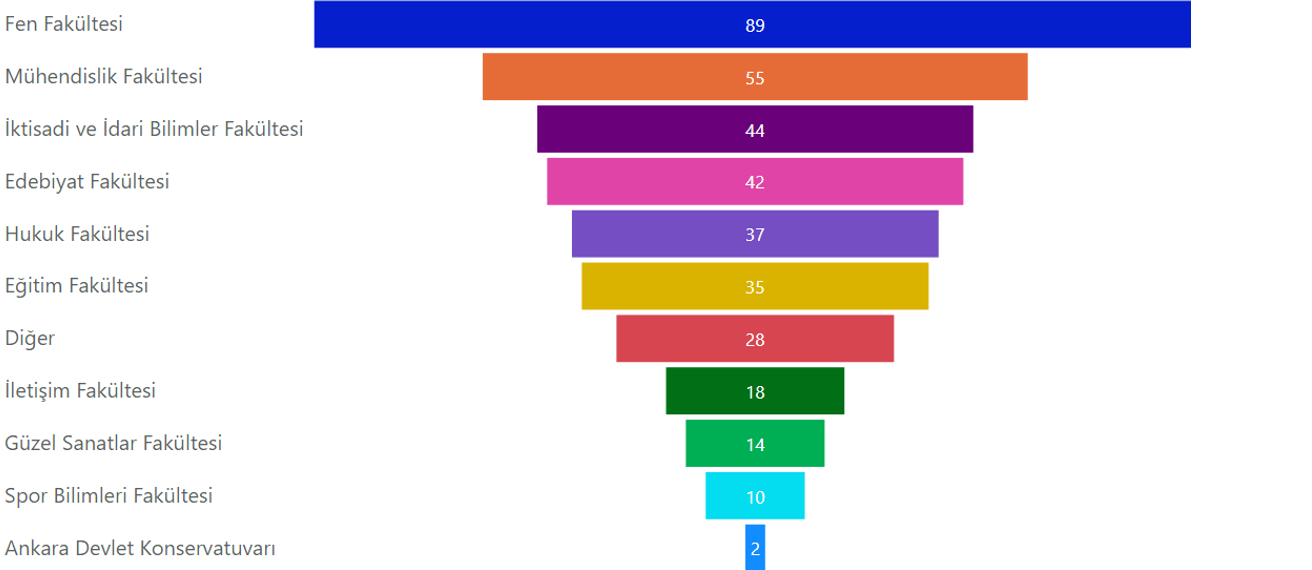 Fen Fakültesi 89
Mühendislik Fakültesi 55
İktisadi ve İdari Bilimler Fakültesi 44
Edebiyat Fakültesi 42
Hukuk Fakültesi 37
Eğitim Fakültesi 35
Diğer 28
İletişim Fakültesi 18
Güzel Sanatlar Fakültesi 14
Spor Bilimleri Fakültesi 10
Ankara Devlet Konservatuvarı 2